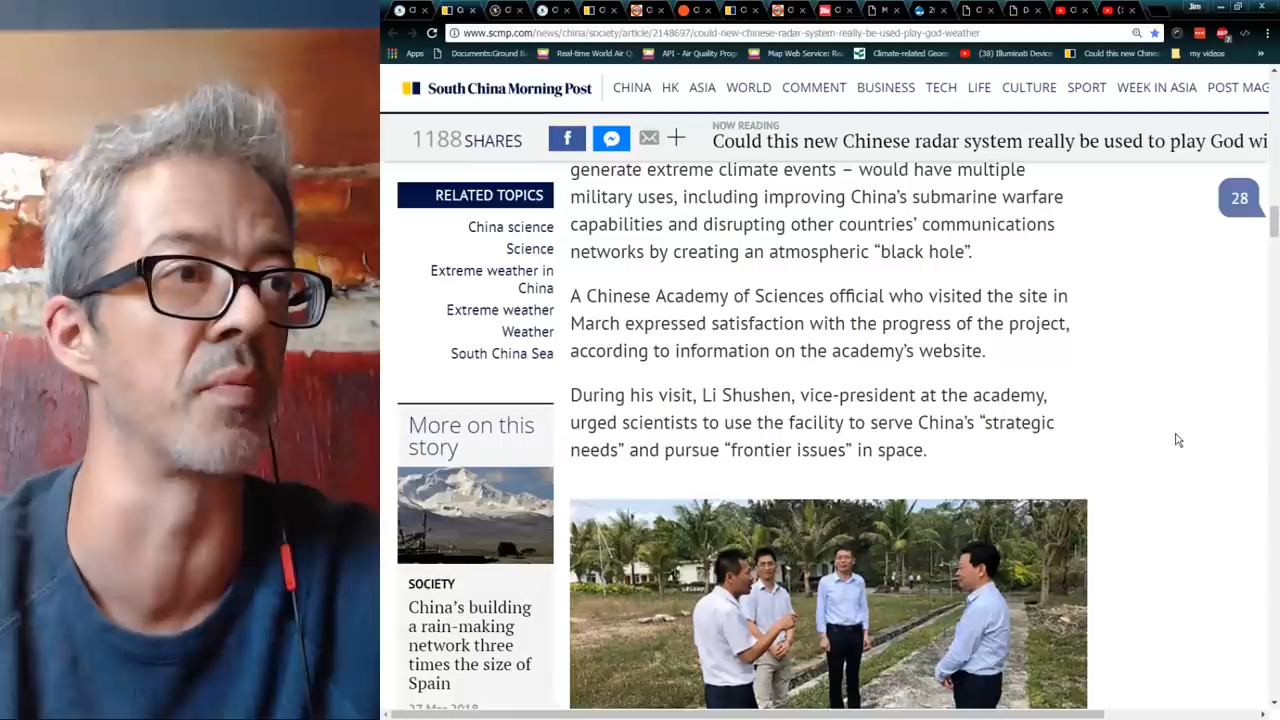 Jim
www.scmp.com/news/china/society/article/2148697/could-new-chinese-radar-system-really-be-used-play-god-weather
Apps
Documents:Ground B
Real-time World Air Q
API - Air Quality Prog
Map Web Service: Re
Climate-related Geom
(38) Illuminati Device
Could this new Chines
my videos
South China Morning Post
CHINA HK ASIA WORLD COMMENT BUSINESS TECH LIFE CULTURE SPORT WEEK IN ASIA POST MAG
1188 SHARES
NOW READING
Could this new Chinese radar system really be used to play God wi
generate extreme climate events – would have multiple
military uses, including improving China’s submarine warfare
capabilities and disrupting other countries’ communications
networks by creating an atmospheric “black hole”.
28
RELATED TOPICS
China science
Science
Extreme weather in
China
Extreme weather
Weather
South China Sea
A Chinese Academy of Sciences official who visited the site in
March expressed satisfaction with the progress of the project,
according to information on the academy’s website.
During his visit, Li Shushen, vice-president at the academy,
urged scientists to use the facility to serve China’s “strategic
needs” and pursue “frontier issues” in space.
More on this
story
SOCIETY
China’s building
a rain-making
network three
times the size of
Spain
27 Mar 2018